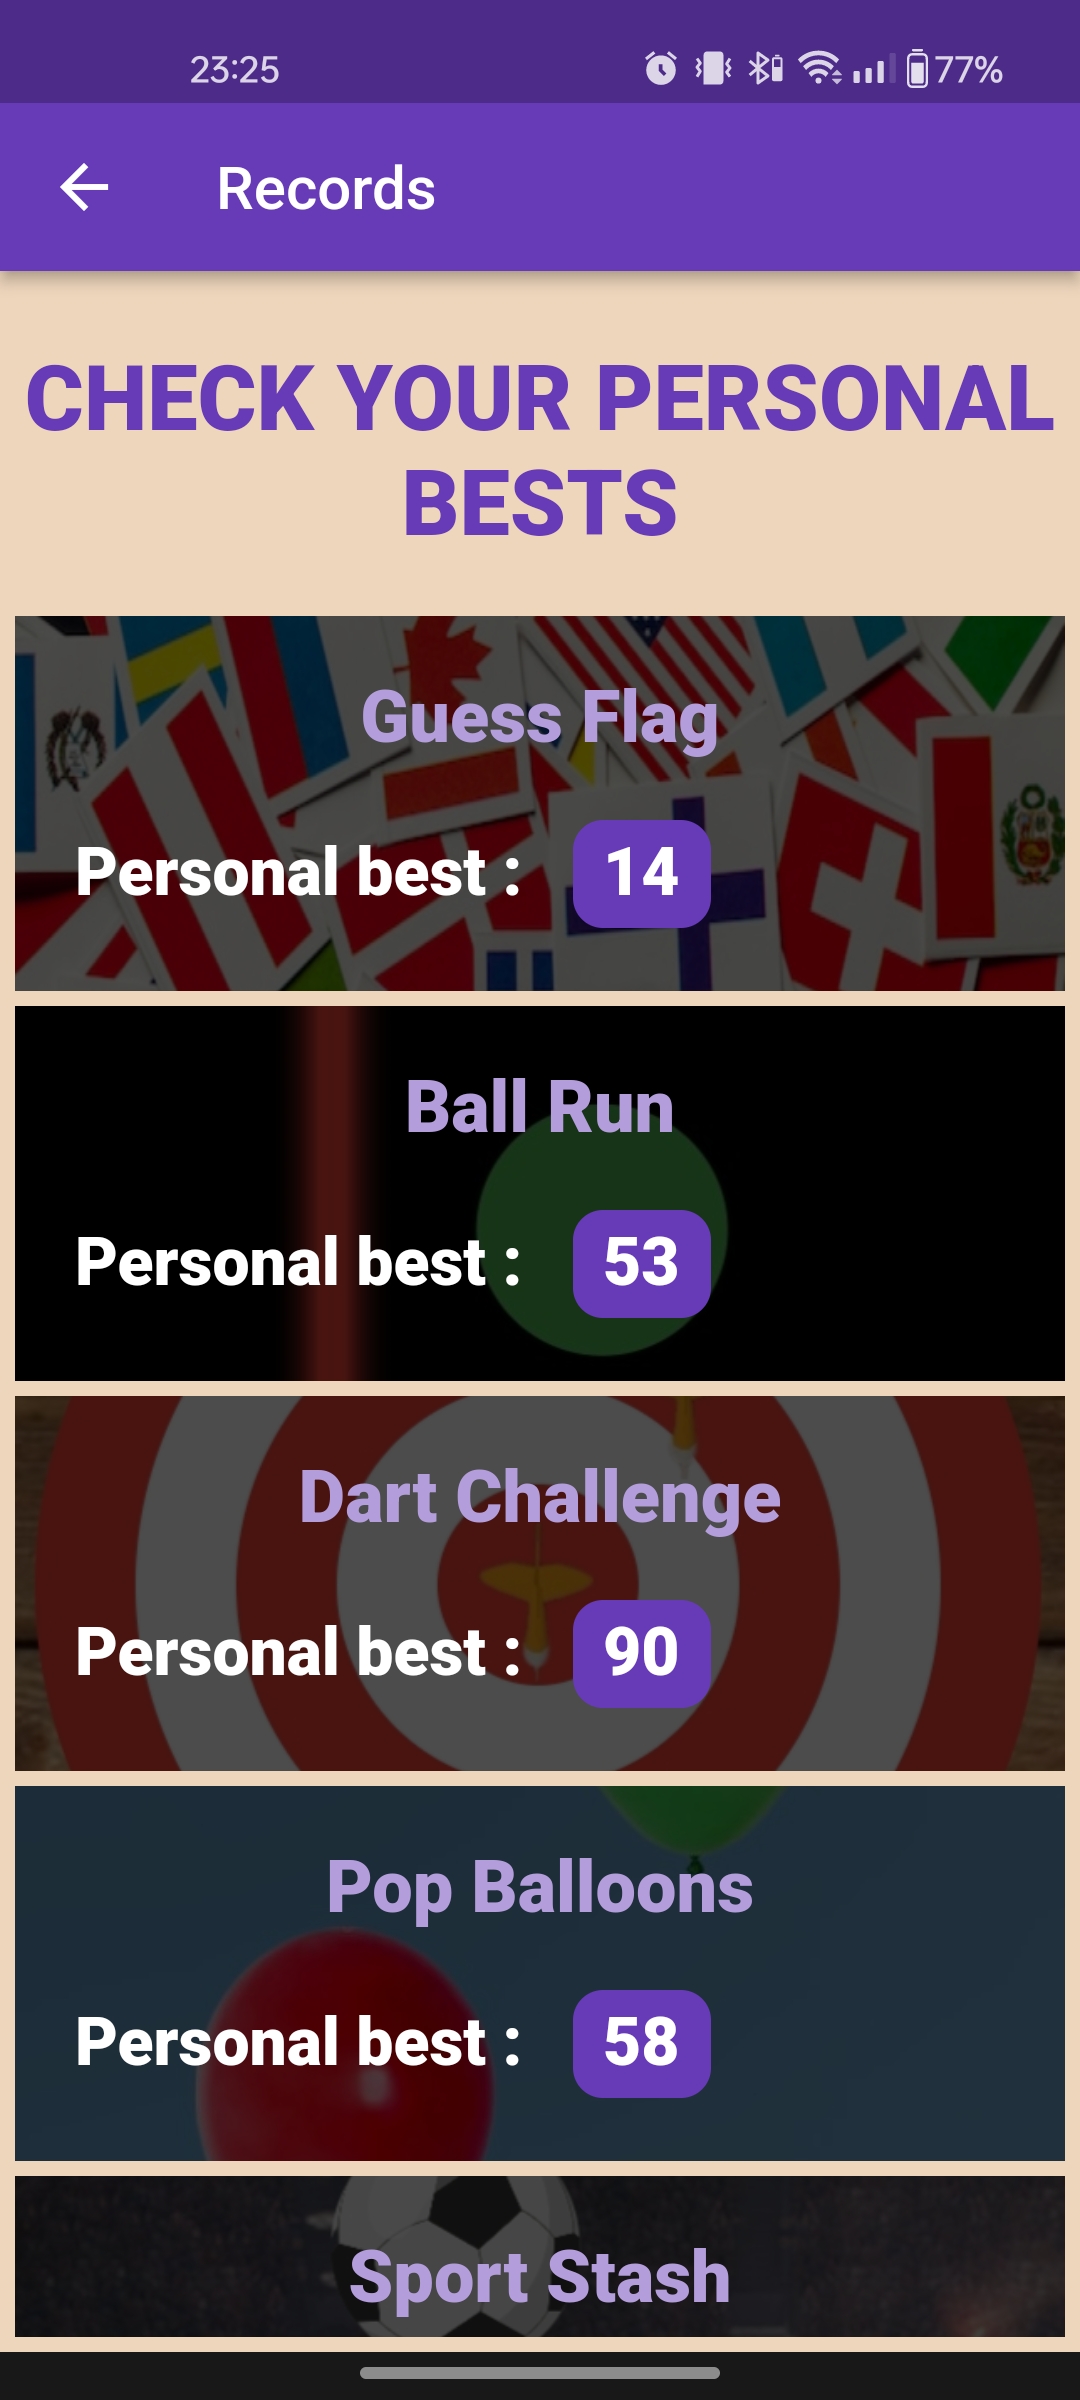 23:25
77%
Records
CHECK YOUR PERSONAL
BESTS
Guess Flag
Personal best : 14
Ball Run
Personal best : 53
Dart Challenge
Personal best : 90
Pop Balloons
Personal best : 58
Sport Stash